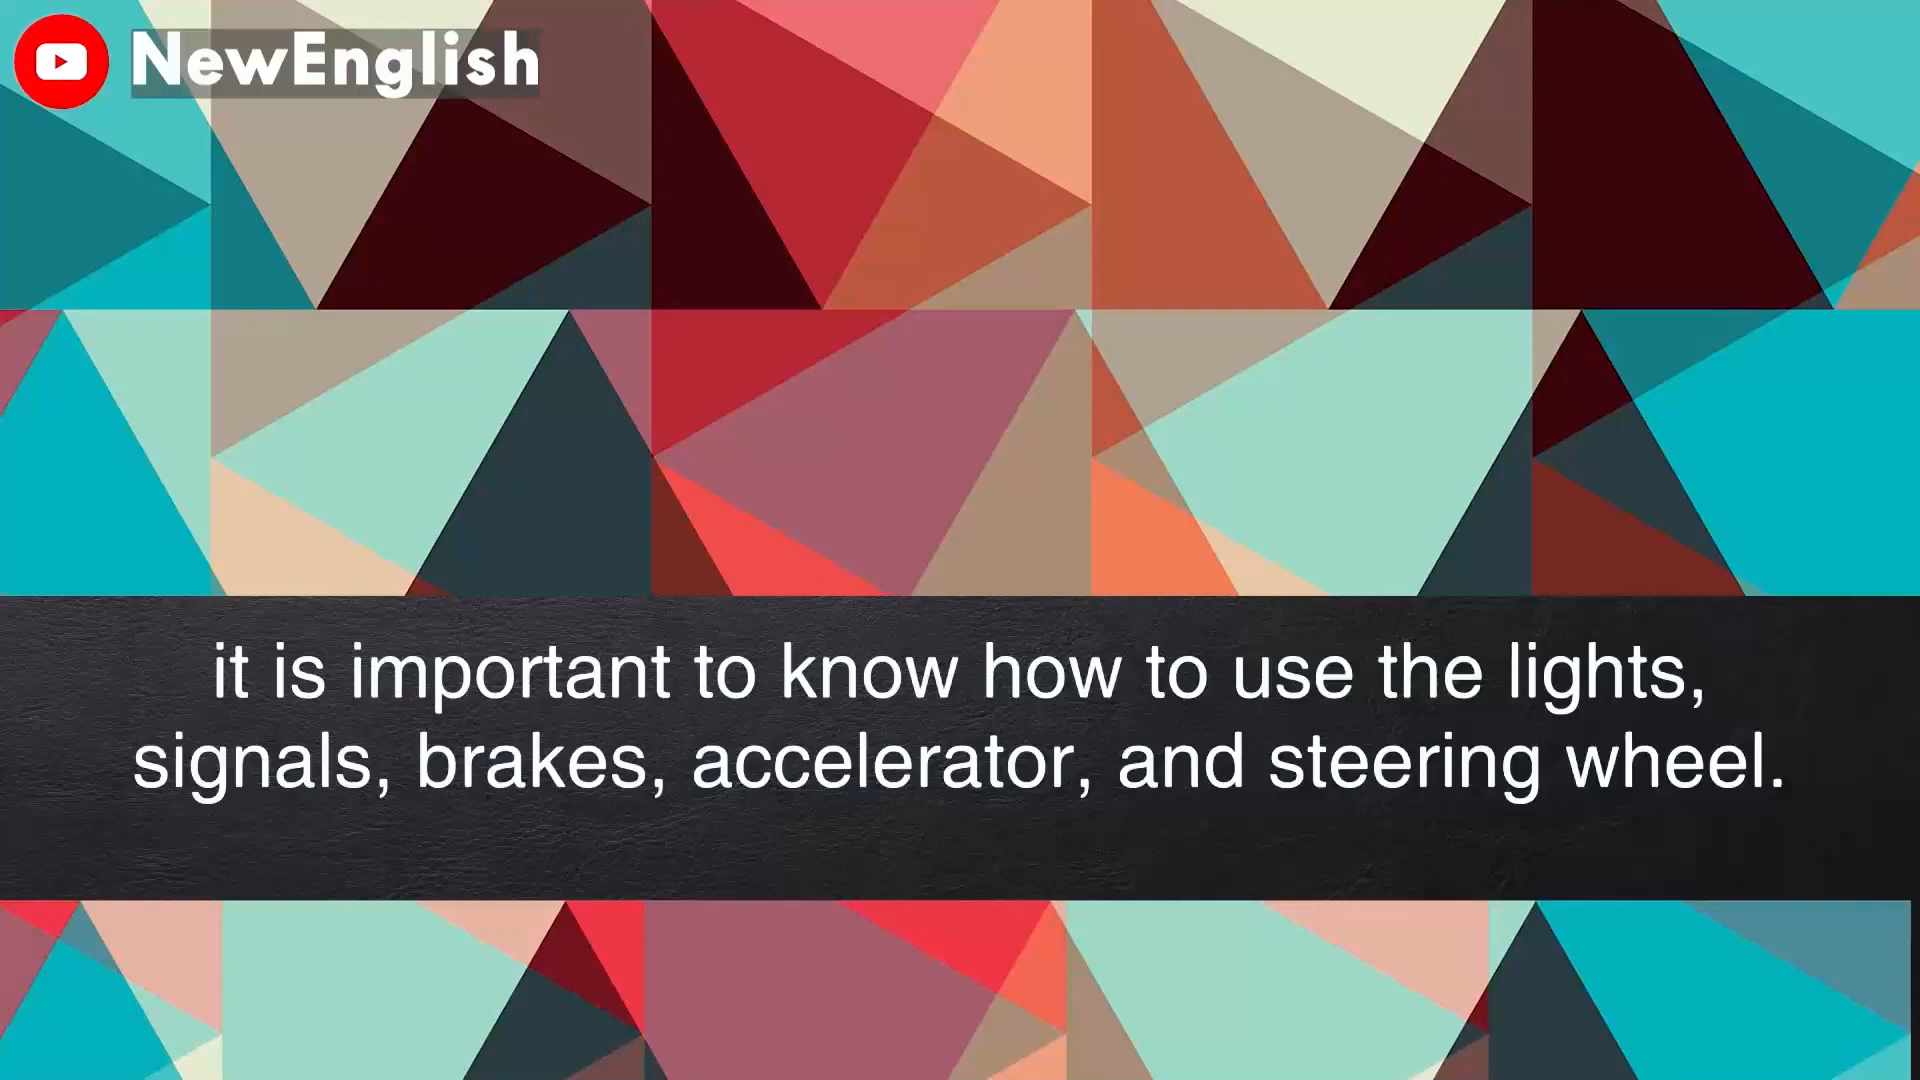 NewEnglish
it is important to know how to use the lights,
signals, brakes, accelerator, and steering wheel.